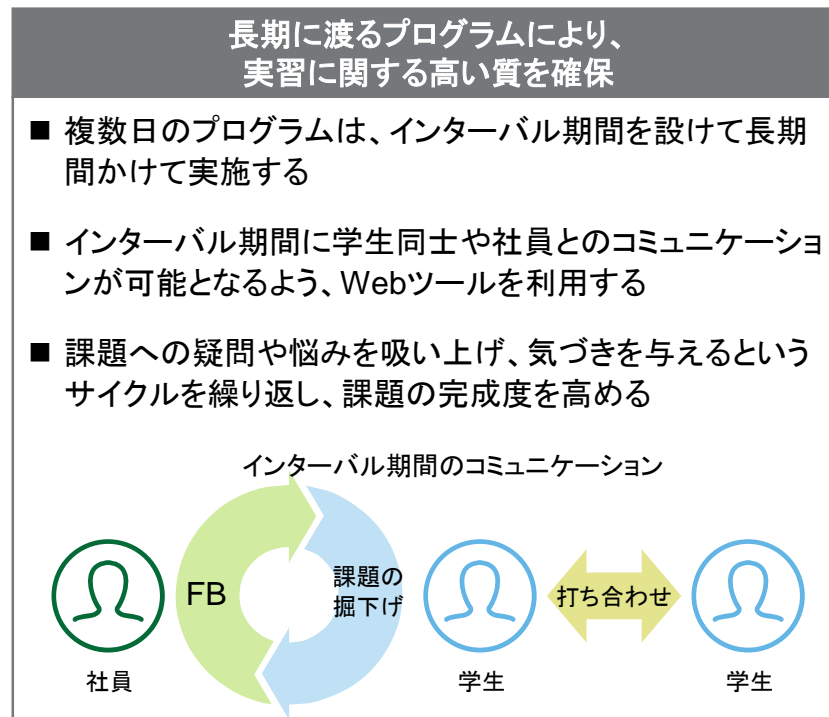 長期に渡るプログラムにより、
実習に関する高い質を確保
■ 複数日のプログラムは、インターバル期間を設けて長期
間かけて実施する
■ インターバル期間に学生同士や社員とのコミュニケーショ
ンが可能となるよう、Webツールを利用する
■ 課題への疑問や悩みを吸い上げ、気づきを与えるという
サイクルを繰り返し、課題の完成度を高める
インターバル期間のコミュニケーション
FB
課題の
掘下げ
打ち合わせ
社員
学生
学生